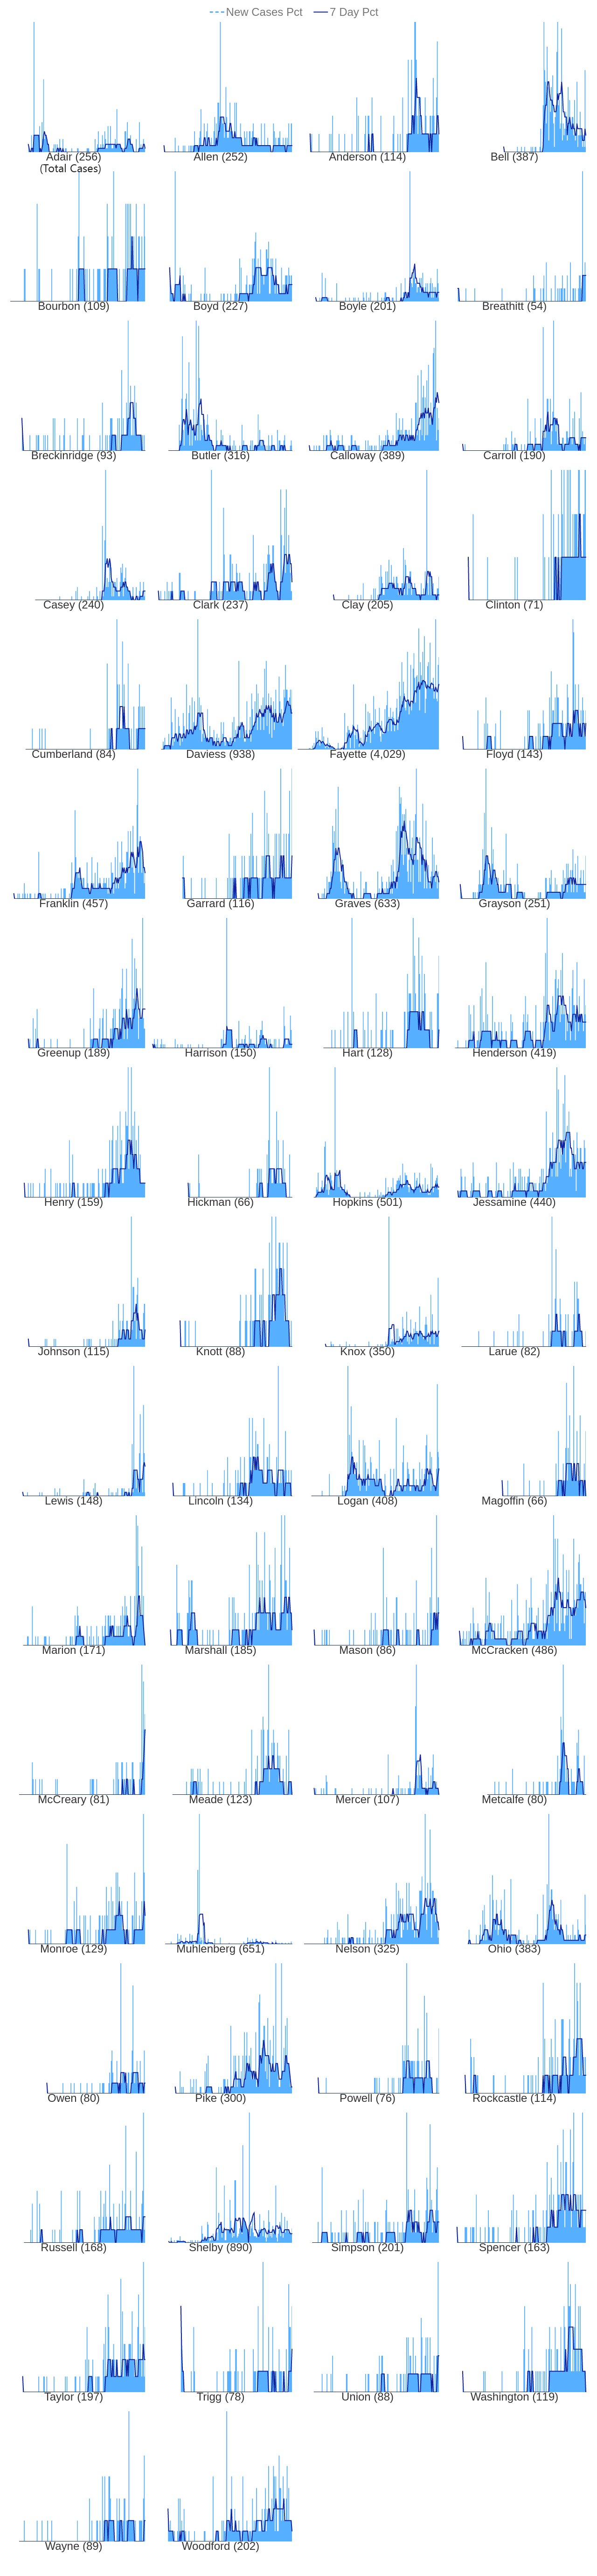 New Cases Pct 7 Day Pct
Adair (256) Allen (252) Anderson (114) Bell (387)
(Total Cases)
Bourbon (109) Boyd (227) Boyle (201) Breathitt (54)
Breckinridge (93) Butler (316) Calloway (389) Carroll (190)
Casey (240) Clark (237) Clay (205) Clinton (71)
Cumberland (84) Daviess (938) Fayette (4,029) Floyd (143)
Franklin (457) Garrard (116) Graves (633) Grayson (251)
Greenup (189) Harrison (150) Hart (128) Henderson (419)
Henry (159) Hickman (66) Hopkins (501) Jessamine (440)
Johnson (115) Knott (88) Knox (350) Larue (82)
Lewis (148) Lincoln (134) Logan (408) Magoffin (66)
Marion (171) Marshall (185) Mason (86) McCracken (486)
McCreary (81) Meade (123) Mercer (107) Metcalfe (80)
Monroe (129) Muhlenberg (651) Nelson (325) Ohio (383)
Owen (80) Pike (300) Powell (76) Rockcastle (114)
Russell (168) Shelby (890) Simpson (201) Spencer (163)
Taylor (197) Trigg (78) Union (88) Washington (119)
Wayne (89) Woodford (202)